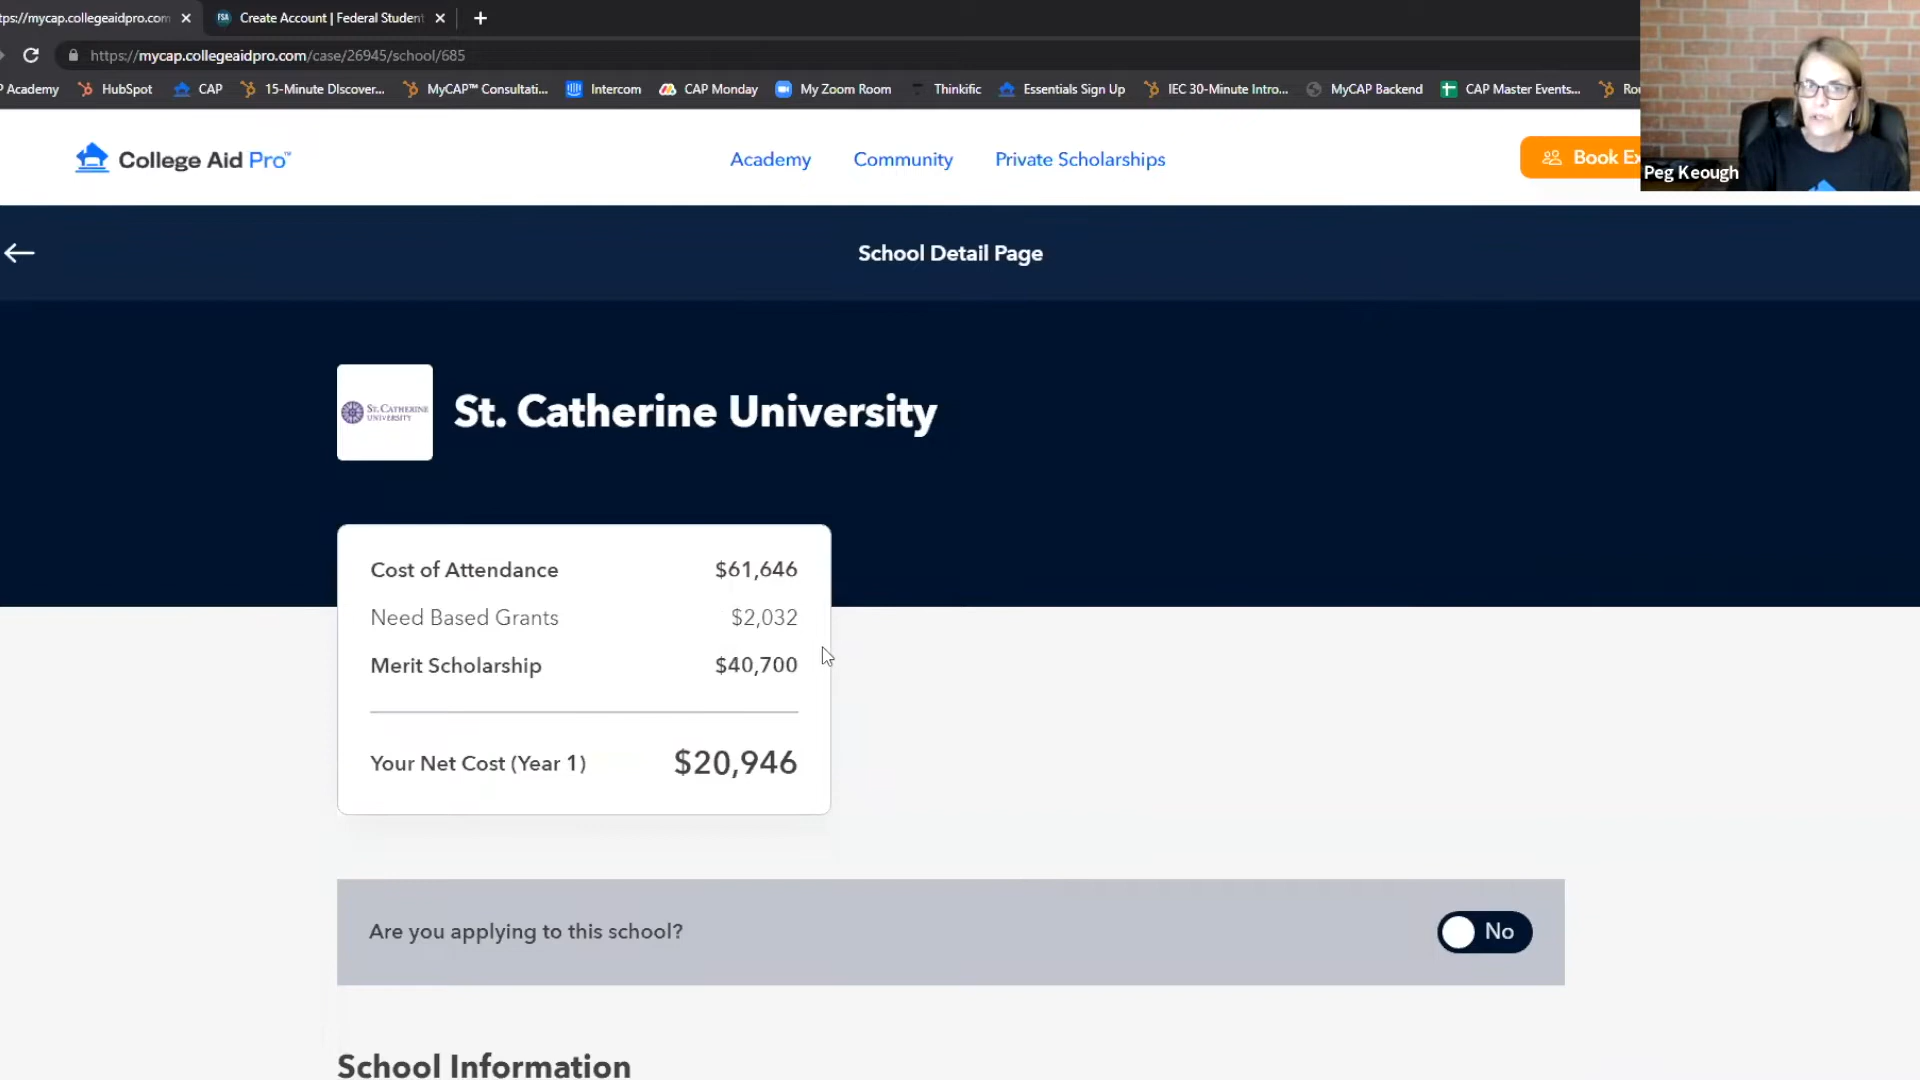 tps://mycap.collegeaidpro.com
Create Account | Federal Student
https://mycap.collegeaidpro.com/case/26945/school/685
Academy HubSpot CAP 15-Minute DIscover... MyCAP™ Consultati... Intercom CAP Monday My Zoom Room Thinkific Essentials Sign Up IEC 30-Minute Intro... MyCAP Backend CAP Master Events...
College Aid Pro™
Academy Community Private Scholarships
Book Ex
Peg Keough
School Detail Page
ST. CATHERINE
UNIVERSITY
St. Catherine University
Cost of Attendance $61,646
Need Based Grants $2,032
Merit Scholarship $40,700
Your Net Cost (Year 1) $20,946
Are you applying to this school? No
School Information